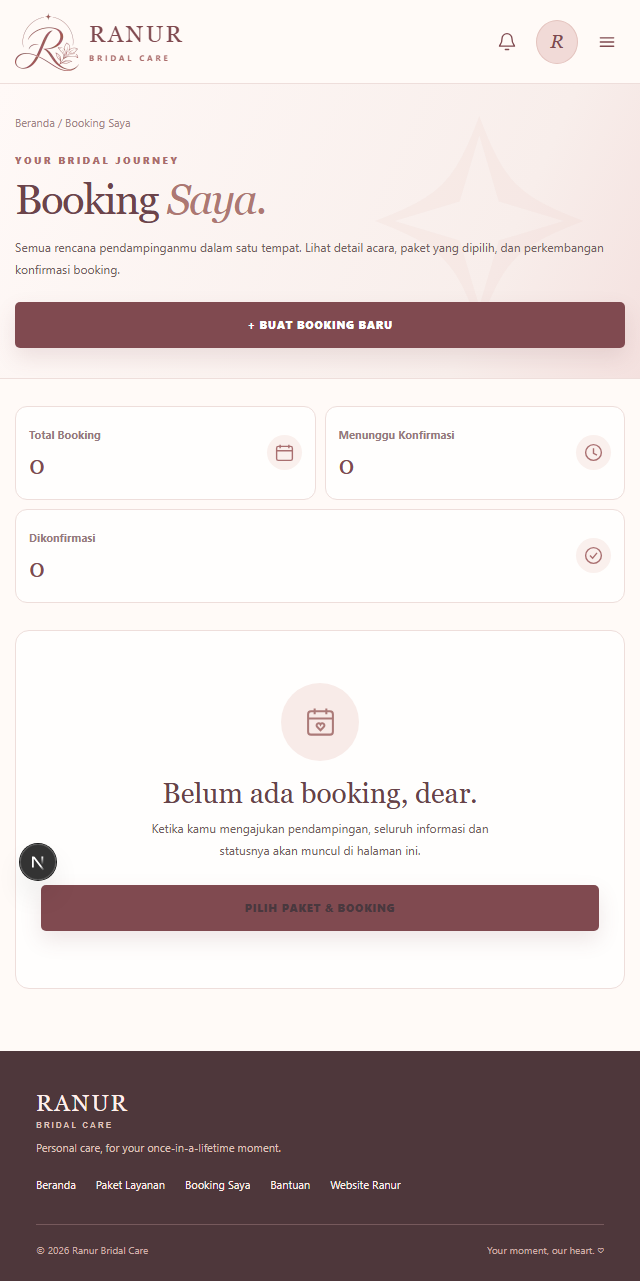 RANUR
BRIDAL CARE
R
Beranda / Booking Saya
YOUR BRIDAL JOURNEY
Booking Saya.
Semua rencana pendampinganmu dalam satu tempat. Lihat detail acara, paket yang dipilih, dan perkembangan
konfirmasi booking.
+ BUAT BOOKING BARU
Total Booking
0
Menunggu Konfirmasi
0
Dikonfirmasi
0
Belum ada booking, dear.
Ketika kamu mengajukan pendampingan, seluruh informasi dan
statusnya akan muncul di halaman ini.
N
PILIH PAKET & BOOKING
RANUR
BRIDAL CARE
Personal care, for your once-in-a-lifetime moment.
Beranda Paket Layanan Booking Saya Bantuan Website Ranur
© 2026 Ranur Bridal Care
Your moment, our heart. ♡